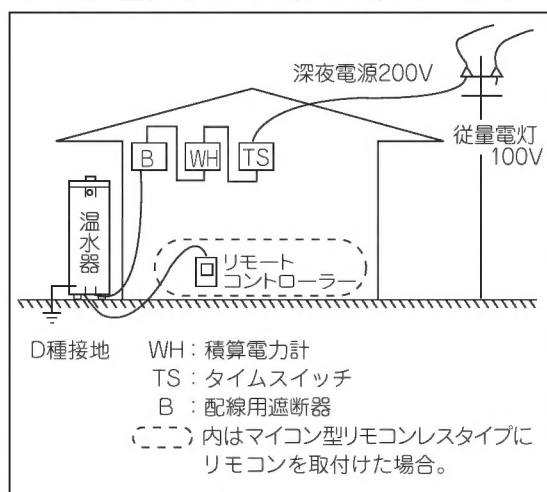 深夜電源200V
従量電灯
100V
B
WH
TS
温水器
リモート
コントローラー
D種接地
WH：積算電力計
TS：タイムスイッチ
B：配線用遮断器
内はマイコン型リモコンレスタイプに
リモコンを取付けた場合。